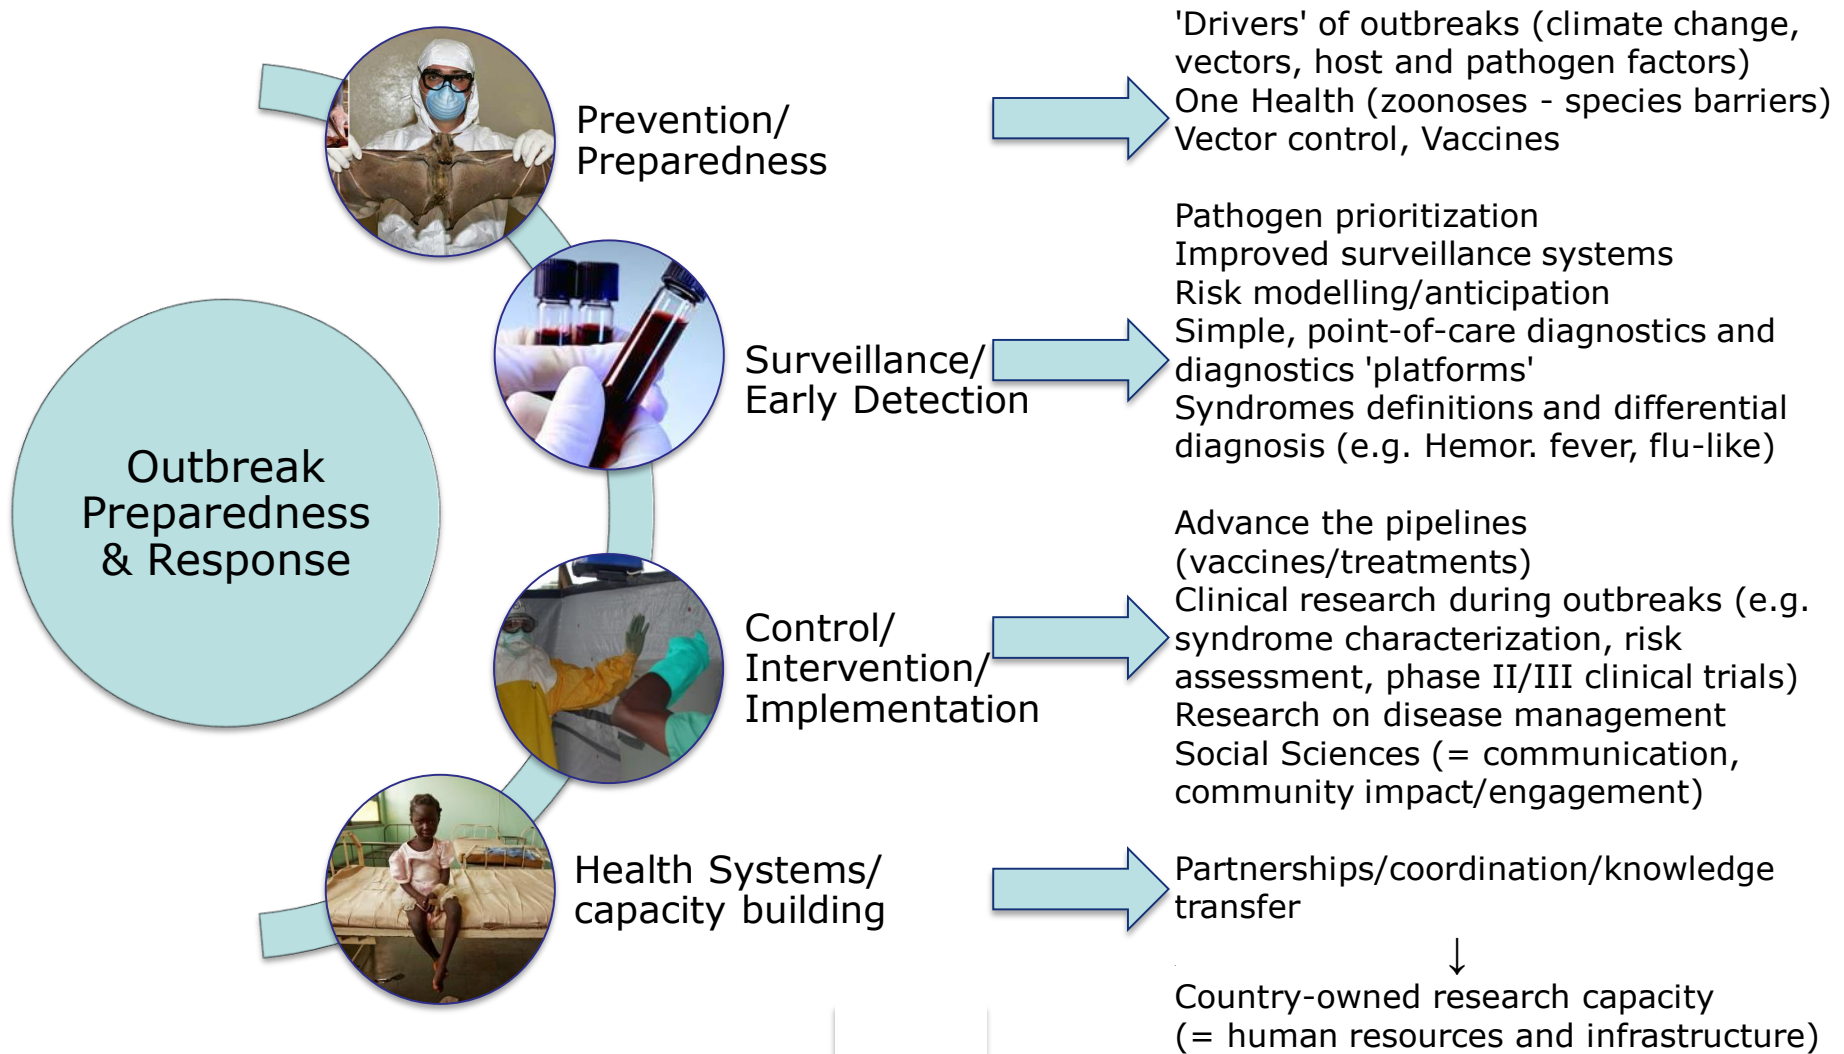 Outbreak
Preparedness
& Response
Prevention/
Preparedness
'Drivers' of outbreaks (climate change,
vectors, host and pathogen factors)
One Health (zoonoses - species barriers)
Vector control, Vaccines
Surveillance/
Early Detection
Pathogen prioritization
Improved surveillance systems
Risk modelling/anticipation
Simple, point-of-care diagnostics and
diagnostics 'platforms'
Syndromes definitions and differential
diagnosis (e.g. Hemor. fever, flu-like)
Control/
Intervention/
Implementation
Advance the pipelines
(vaccines/treatments)
Clinical research during outbreaks (e.g.
syndrome characterization, risk
assessment, phase II/III clinical trials)
Research on disease management
Social Sciences (= communication,
community impact/engagement)
Health Systems/
capacity building
Partnerships/coordination/knowledge
transfer
↓
Country-owned research capacity
(= human resources and infrastructure)